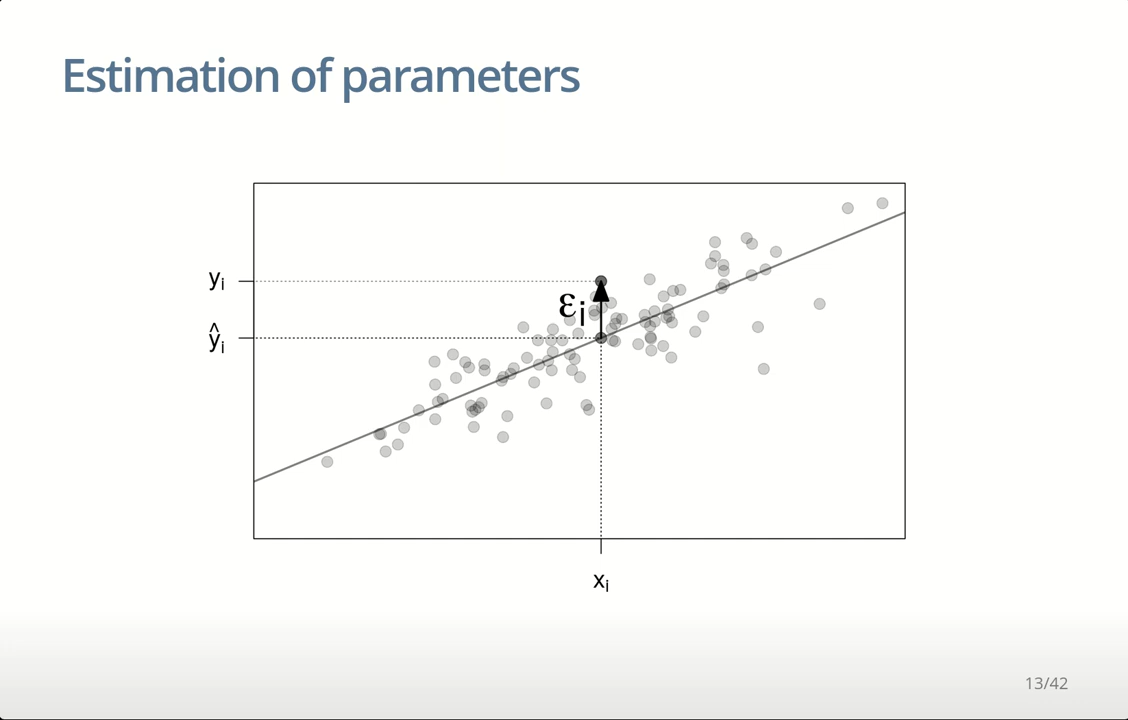 Estimation of parameters
yᵢ
ŷᵢ
εᵢ
xᵢ
13/42